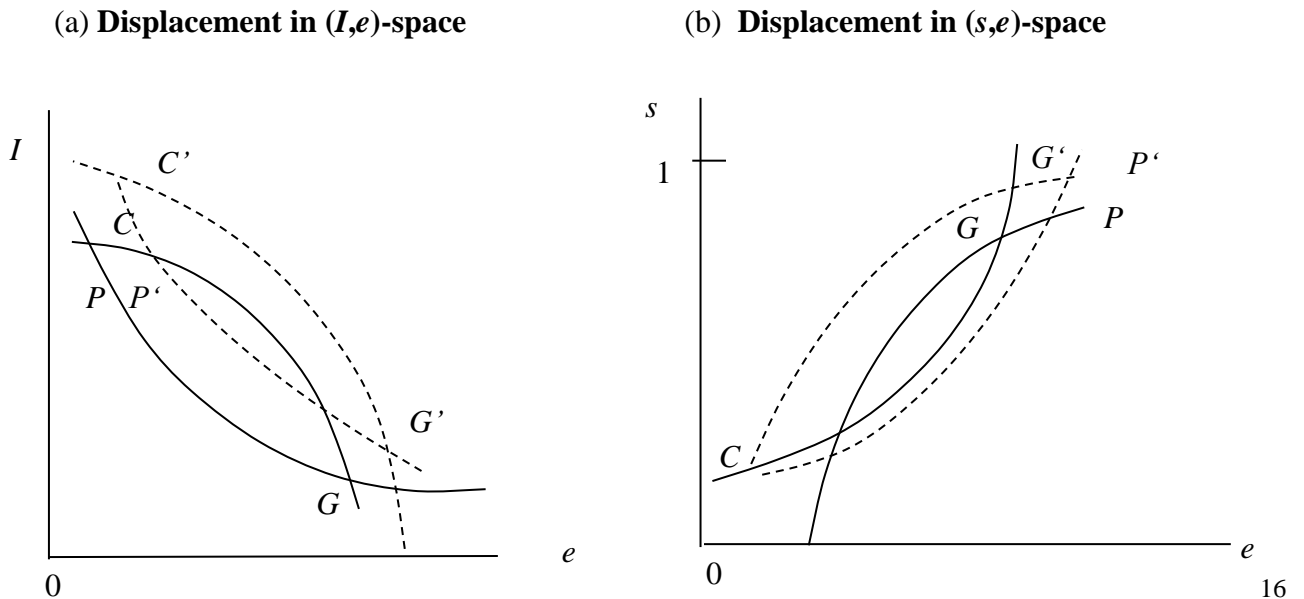 (a) Displacement in (I,e)-space
(b) Displacement in (s,e)-space
I
C'
C
P P‘
G'
G
e
0
s
1
G‘
P‘
G
P
C
e
0
16